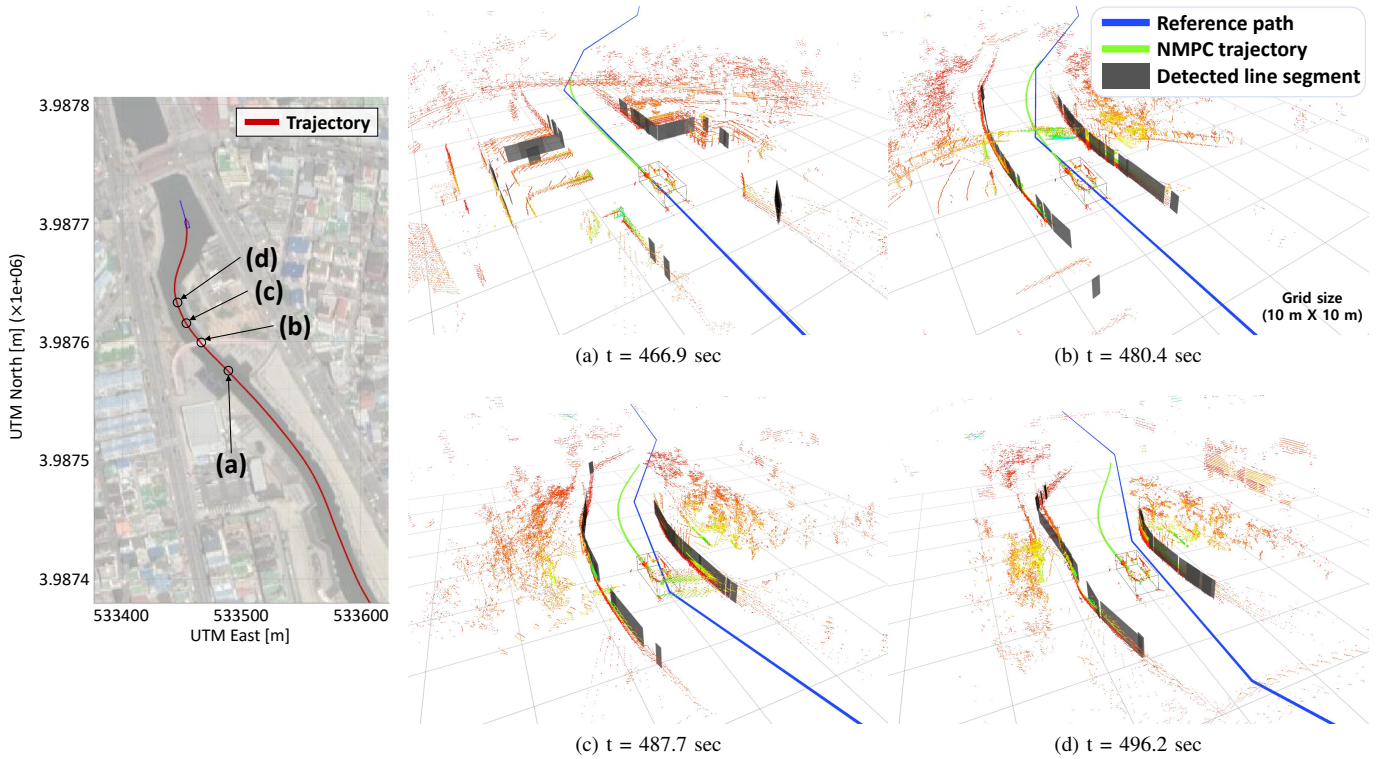 Trajectory
3.9878
3.9877
3.9876
3.9875
3.9874
UTM North [m] (×1e+06)
(d)
(c)
(b)
(a)
533400
533500
533600
UTM East [m]
Reference path
NMPC trajectory
Detected line segment
Grid size
(10 m X 10 m)
(a) t = 466.9 sec
(b) t = 480.4 sec
(c) t = 487.7 sec
(d) t = 496.2 sec